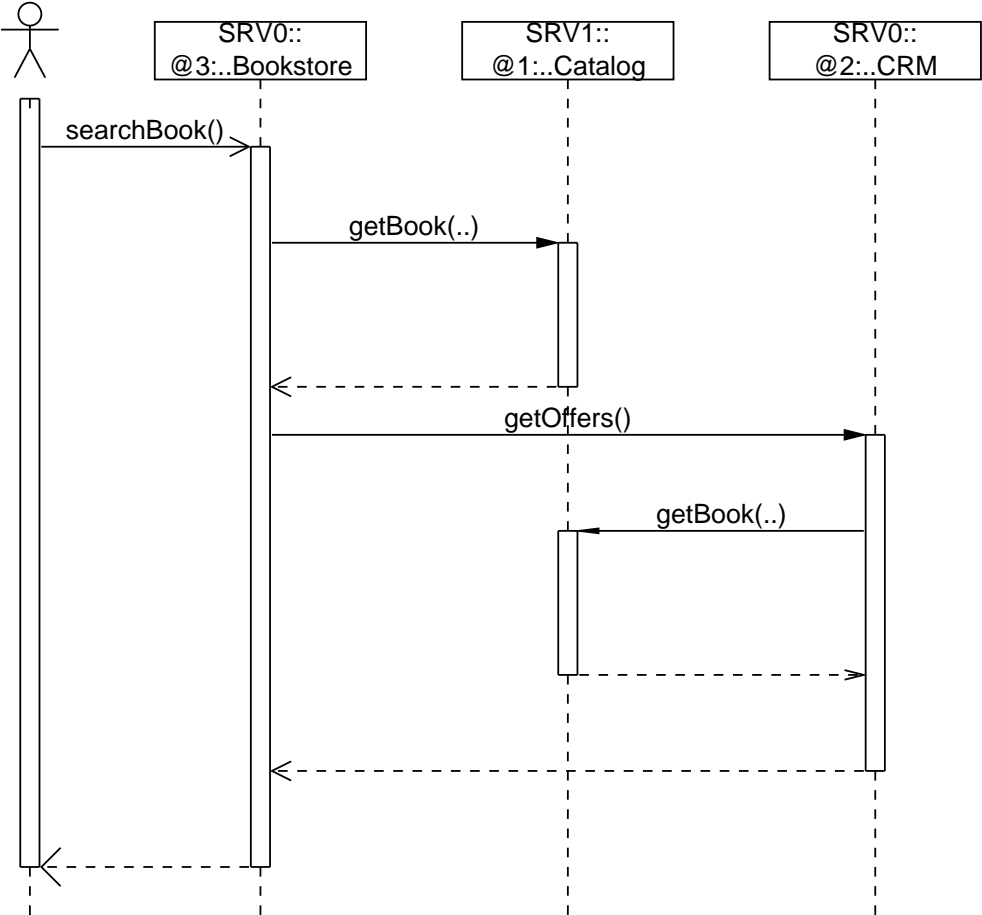 SRV0::
@3:..Bookstore
SRV1::
@1:..Catalog
SRV0::
@2:..CRM
searchBook()
getBook(..)
getOffers()
getBook(..)